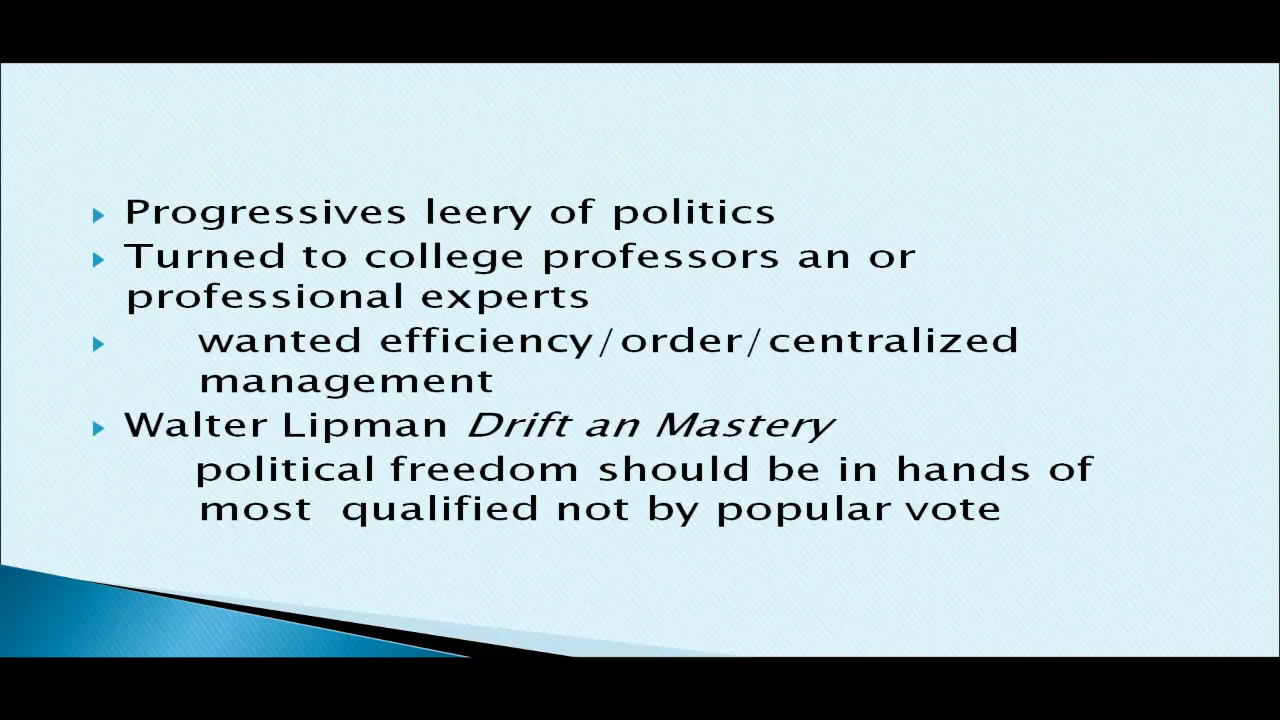 Progressives leery of politics
Turned to college professors an or
professional experts
wanted efficiency/order/centralized
management
Walter Lipman Drift an Mastery
political freedom should be in hands of
most qualified not by popular vote